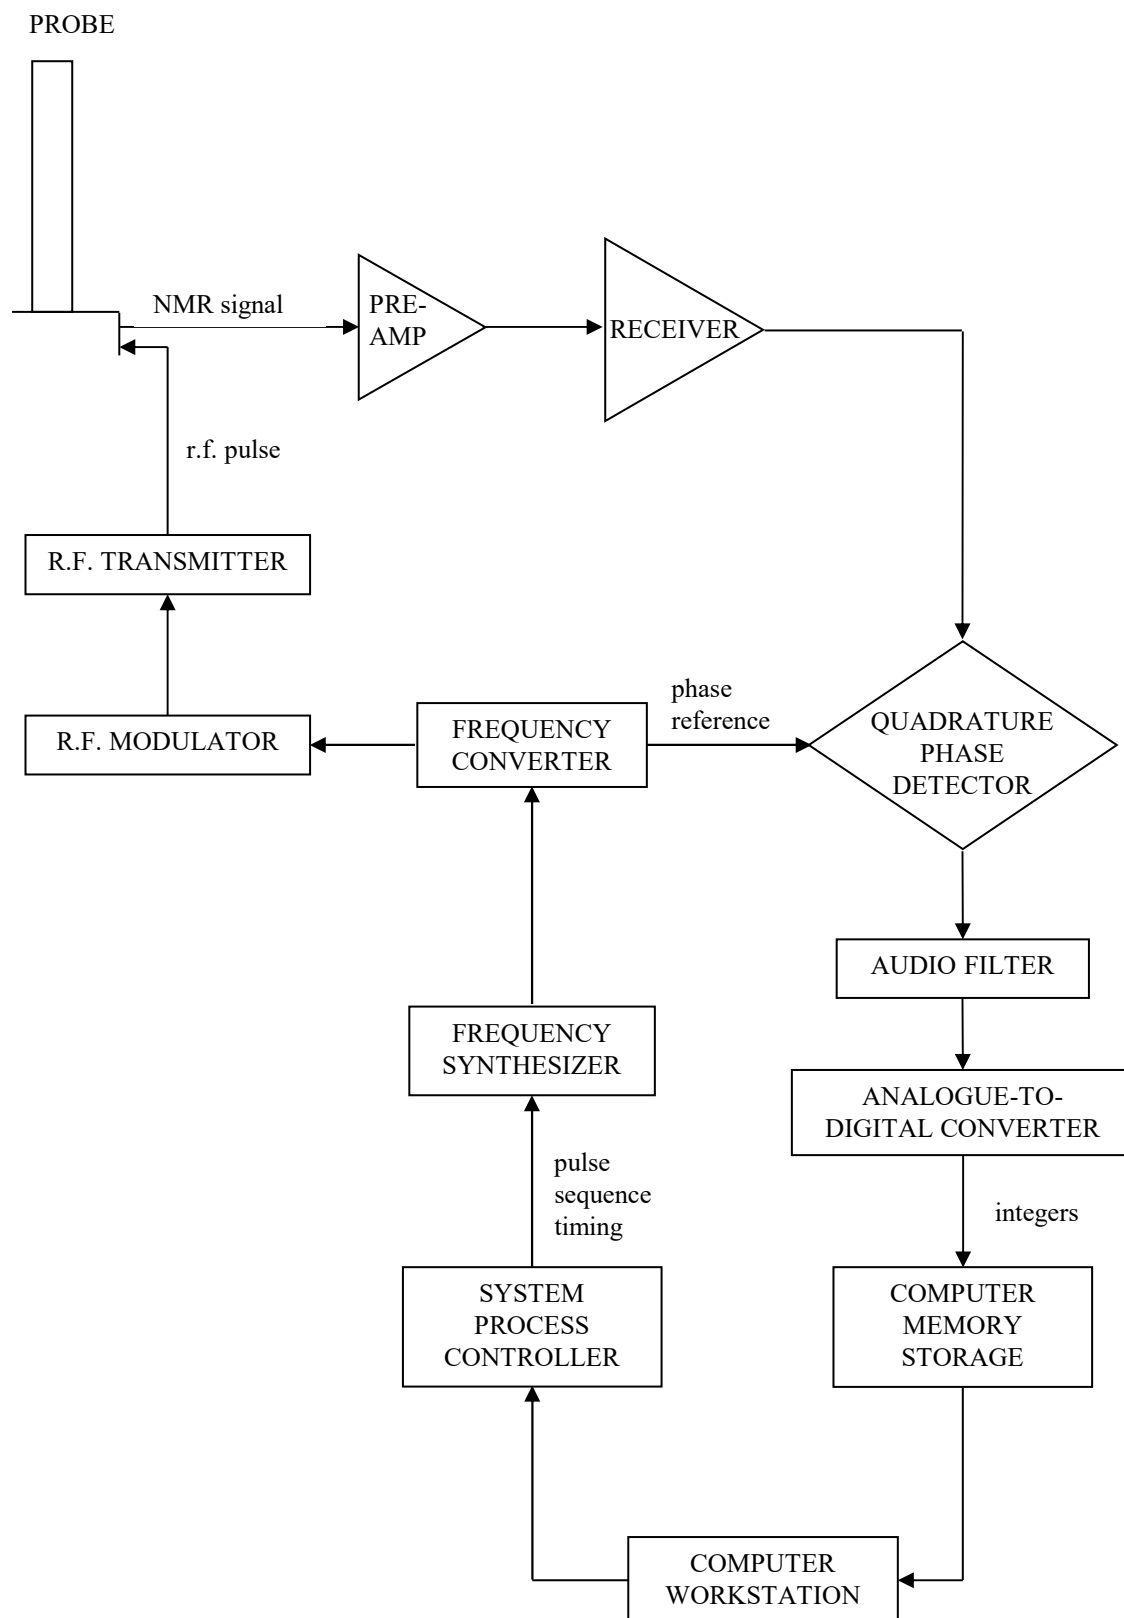 PROBE
NMR signal
PRE-
AMP
RECEIVER
r.f. pulse
R.F. TRANSMITTER
R.F. MODULATOR
FREQUENCY
CONVERTER
phase
reference
QUADRATURE
PHASE
DETECTOR
AUDIO FILTER
FREQUENCY
SYNTHESIZER
ANALOGUE-TO-
DIGITAL CONVERTER
pulse
sequence
timing
integers
SYSTEM
PROCESS
CONTROLLER
COMPUTER
MEMORY
STORAGE
COMPUTER
WORKSTATION